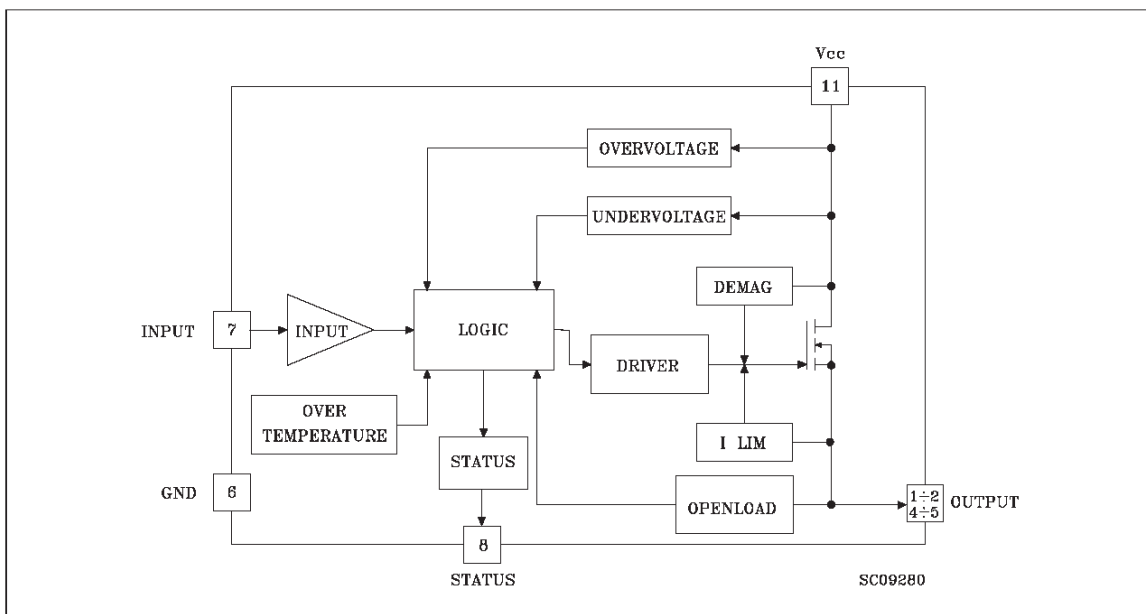 Vcc
11
OVERVOLTAGE
UNDERVOLTAGE
DEMAG
INPUT
7
INPUT
LOGIC
DRIVER
OVER
TEMPERATURE
I LIM
STATUS
GND
6
OPENLOAD
1÷2
4÷5
OUTPUT
8
STATUS
SC09280